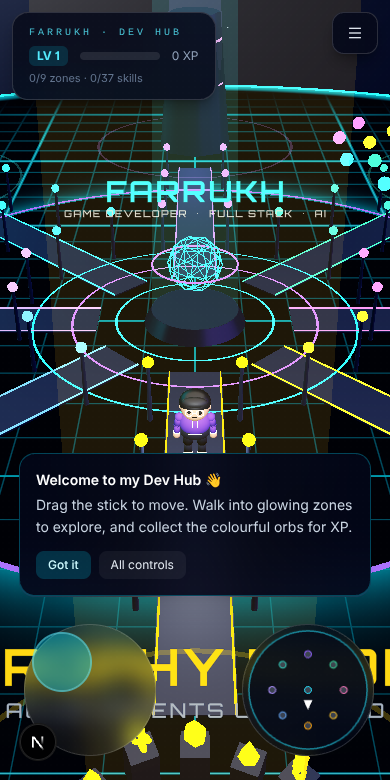 FARRUKH · DEV HUB
LV 1 0 XP
0/9 zones · 0/37 skills
FARRUKH
GAME DEVELOPER · FULL STACK · AI
Welcome to my Dev Hub 👋
Drag the stick to move. Walk into glowing zones
to explore, and collect the colourful orbs for XP.
Got it All controls
N